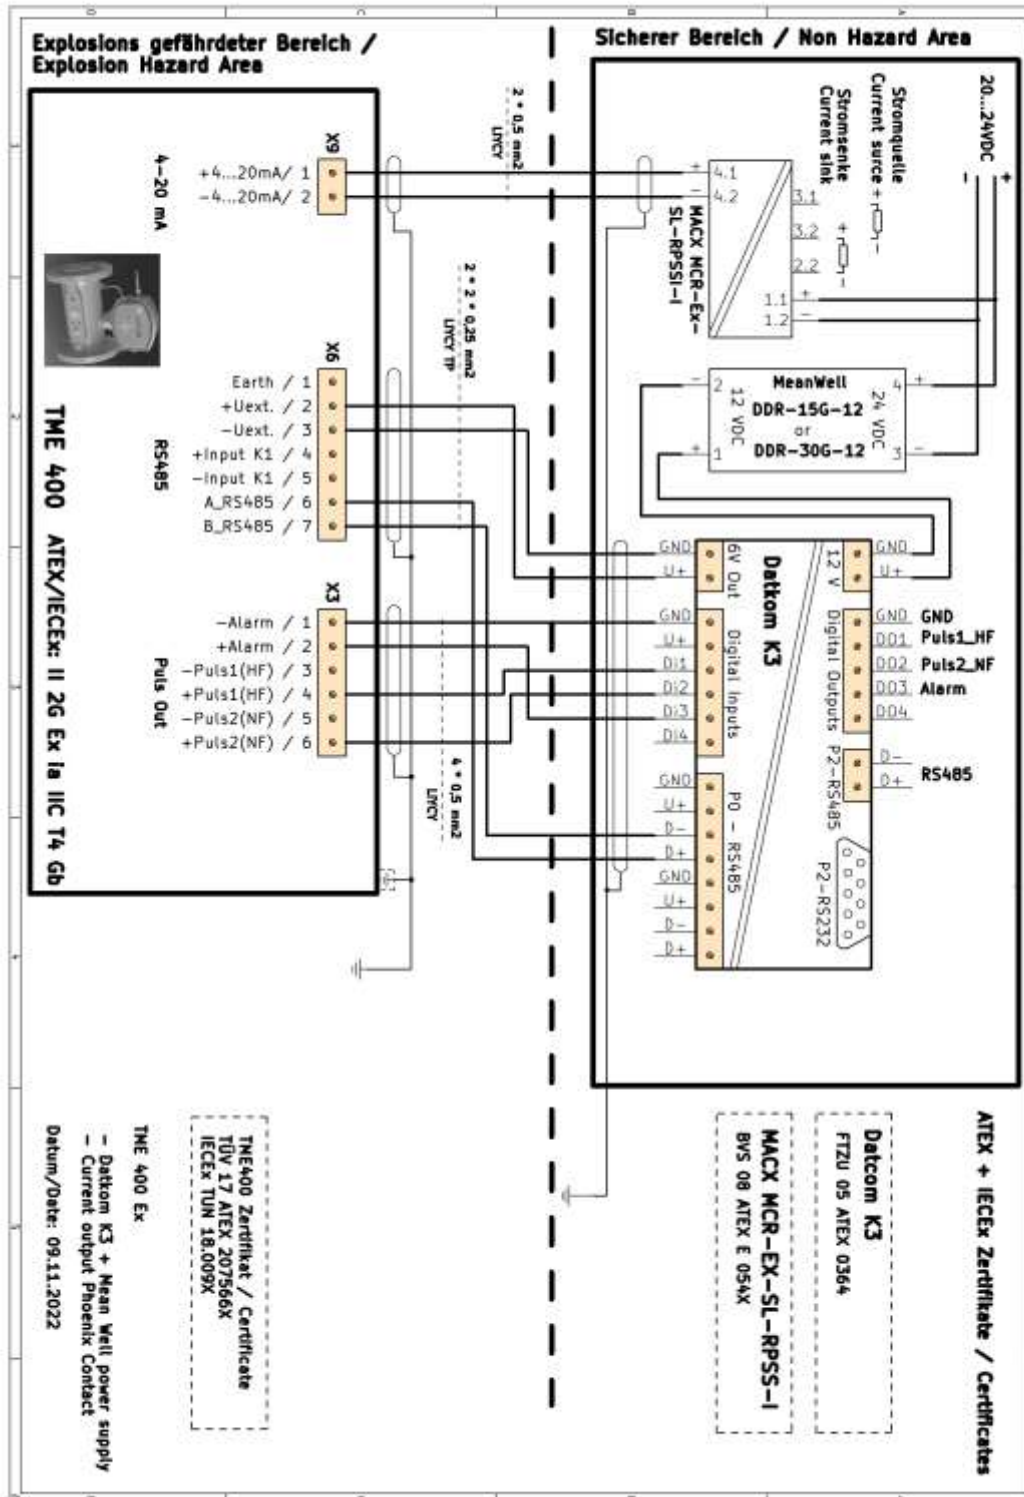 D
C
B
A
Explosions gefährdeter Bereich /
Explosion Hazard Area
Sicherer Bereich / Non Hazard Area
20...24VDC
-
+
Stromquelle
Current surce
+
-
Stromsenke
Current sink
+
-
2 * 0,5 mm2
LIYCY
X9
+4...20mA/ 1
-4...20mA/ 2
4-20 mA
+
4.1
-
4.2
3.1
3.2
2.2
1.1
+
1.2
-
MACX MCR-Ex-
SL-RPSSI-I
2 * 2 * 0,25 mm2
LIYCY TP
X6
Earth / 1
+Uext. / 2
-Uext. / 3
+Input K1 / 4
-Input K1 / 5
A_RS485 / 6
B_RS485 / 7
RS485
-
2
12 VDC
+
1
MeanWell
DDR-15G-12
or
DDR-30G-12
4
+
24 VDC
3
-
X3
-Alarm / 1
+Alarm / 2
-Puls1(HF) / 3
+Puls1(HF) / 4
-Puls2(NF) / 5
+Puls2(NF) / 6
Puls Out
4 * 0,5 mm2
LIYCY
TME 400 ATEX/IECEx: II 2G Ex ia IIC T4 Gb
Datkom K3
GND
U+
6V Out
GND
U+
Di1
Di2
Di3
Di4
Digital Inputs
GND
U+
D-
D+
GND
U+
D-
D+
P0 - RS485
12 V
GND
U+
Digital Outputs
GND GND
DO1 Puls1_HF
DO2 Puls2_NF
DO3 Alarm
DO4
P2-RS485
D-
D+
RS485
P2-RS232
ATEX + IECEx Zertifikate / Certificates
Datcom K3
FTZU 05 ATEX 0364
MACX MCR-EX-SL-RPSS-I
BVS 08 ATEX E 054X
TME400 Zertifikat / Certificate
TÜV 17 ATEX 207566X
IECEx TUN 18.009X
TME 400 Ex
- Datkom K3 + Mean Well power supply
- Current output Phoenix Contact
Datum/Date: 09.11.2022